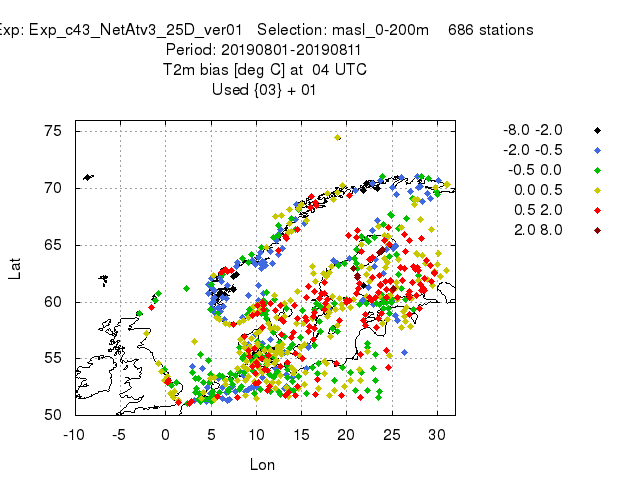 Exp: Exp_c43_NetAtv3_25D_ver01 Selection: masl_0-200m 686 stations
Period: 20190801-20190811
T2m bias [deg C] at 04 UTC
Used {03} + 01
75
70
65
60
55
50
Lat
-10 -5 0 5 10 15 20 25 30
Lon
-8.0 -2.0
-2.0 -0.5
-0.5 0.0
0.0 0.5
0.5 2.0
2.0 8.0